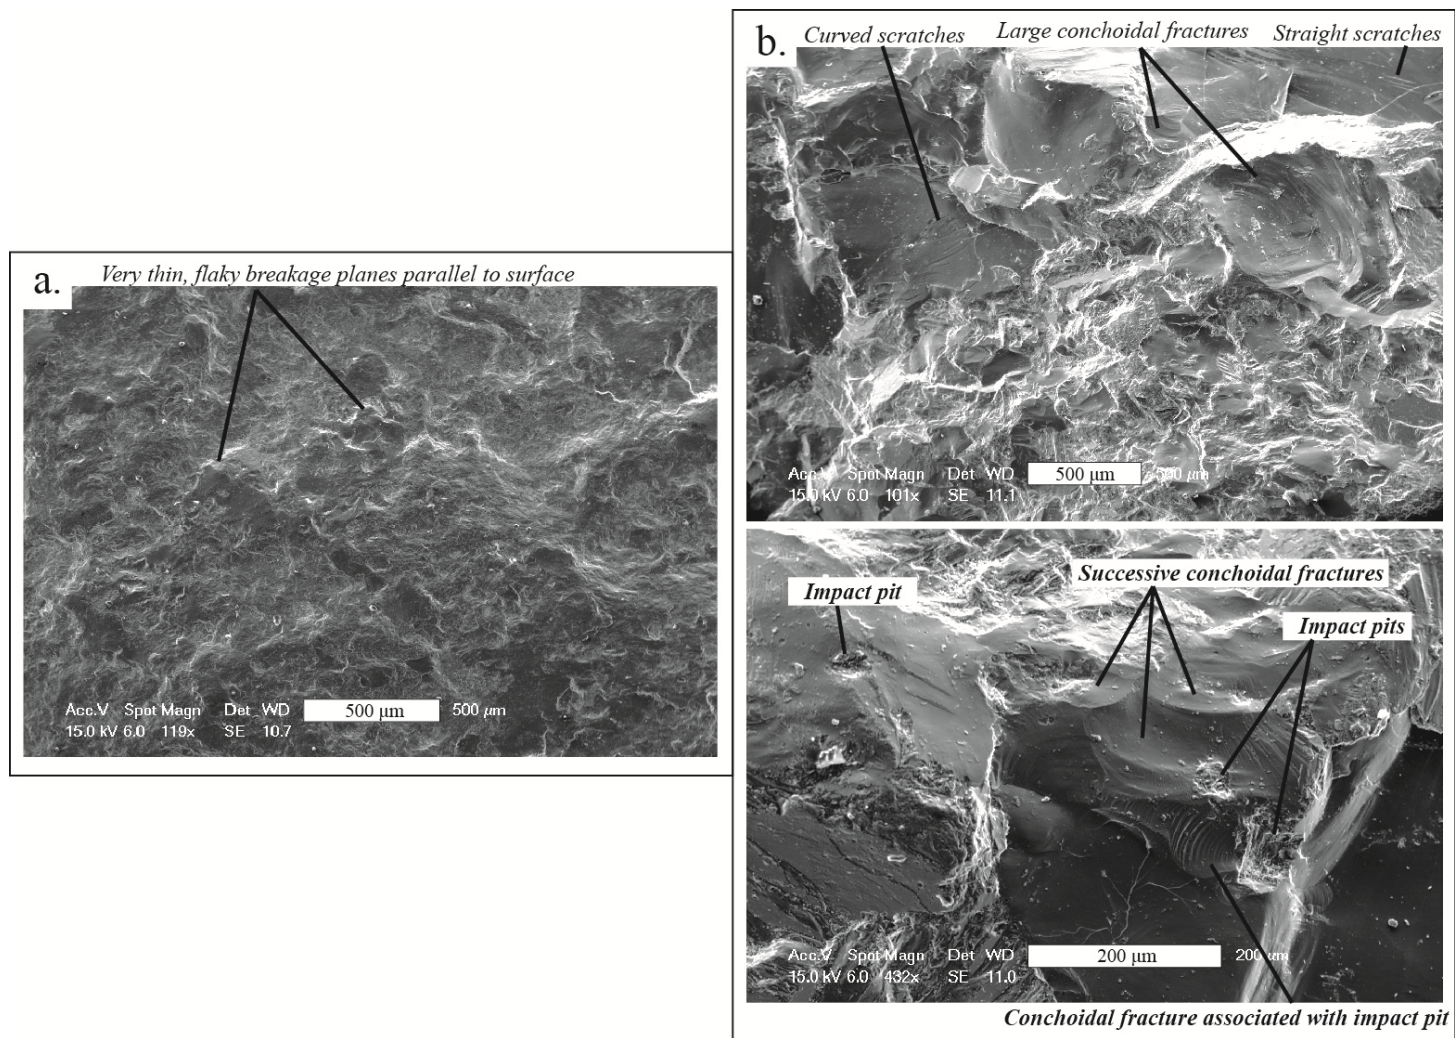 a.
Very thin, flaky breakage planes parallel to surface
Acc.V Spot Magn Det WD
500 μm
500 μm
15.0 kV 6.0 119x SE 10.7
b.
Curved scratches
Large conchoidal fractures
Straight scratches
Acc.V Spot Magn Det WD
500 μm
500 μm
15.0 kV 6.0 101x SE 11.1
Impact pit
Successive conchoidal fractures
Impact pits
Acc.V Spot Magn Det WD
200 μm
200 μm
15.0 kV 6.0 432x SE 11.0
Conchoidal fracture associated with impact pit